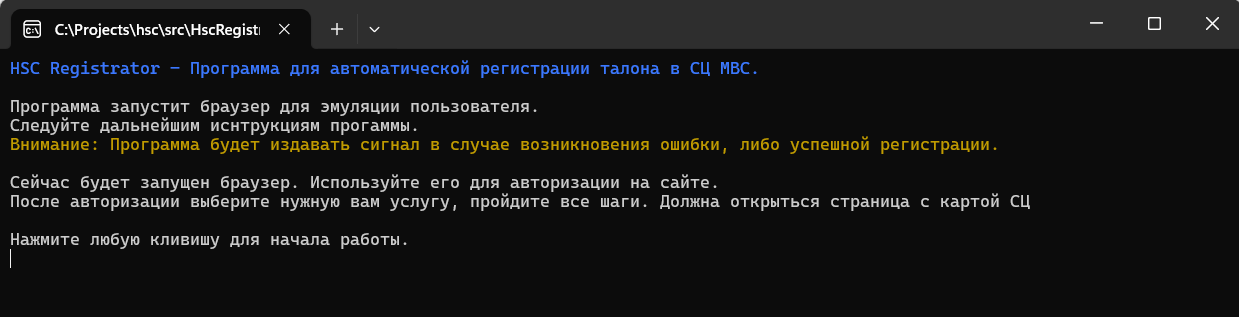 C:\Projects\hsc\src\HscRegistr
HSC Registrator – Программа для автоматической регистрации талона в СЦ МВС.
Программа запустит браузер для эмуляции пользователя.
Следуйте дальнейшим иснтрукциям прогаммы.
Внимание: Программа будет издавать сигнал в случае возникновения ошибки, либо успешной регистрации.
Сейчас будет запущен браузер. Используйте его для авторизации на сайте.
После авторизации выберите нужную вам услугу, пройдите все шаги. Должна открыться страница с картой СЦ
Нажмите любую кливишу для начала работы.